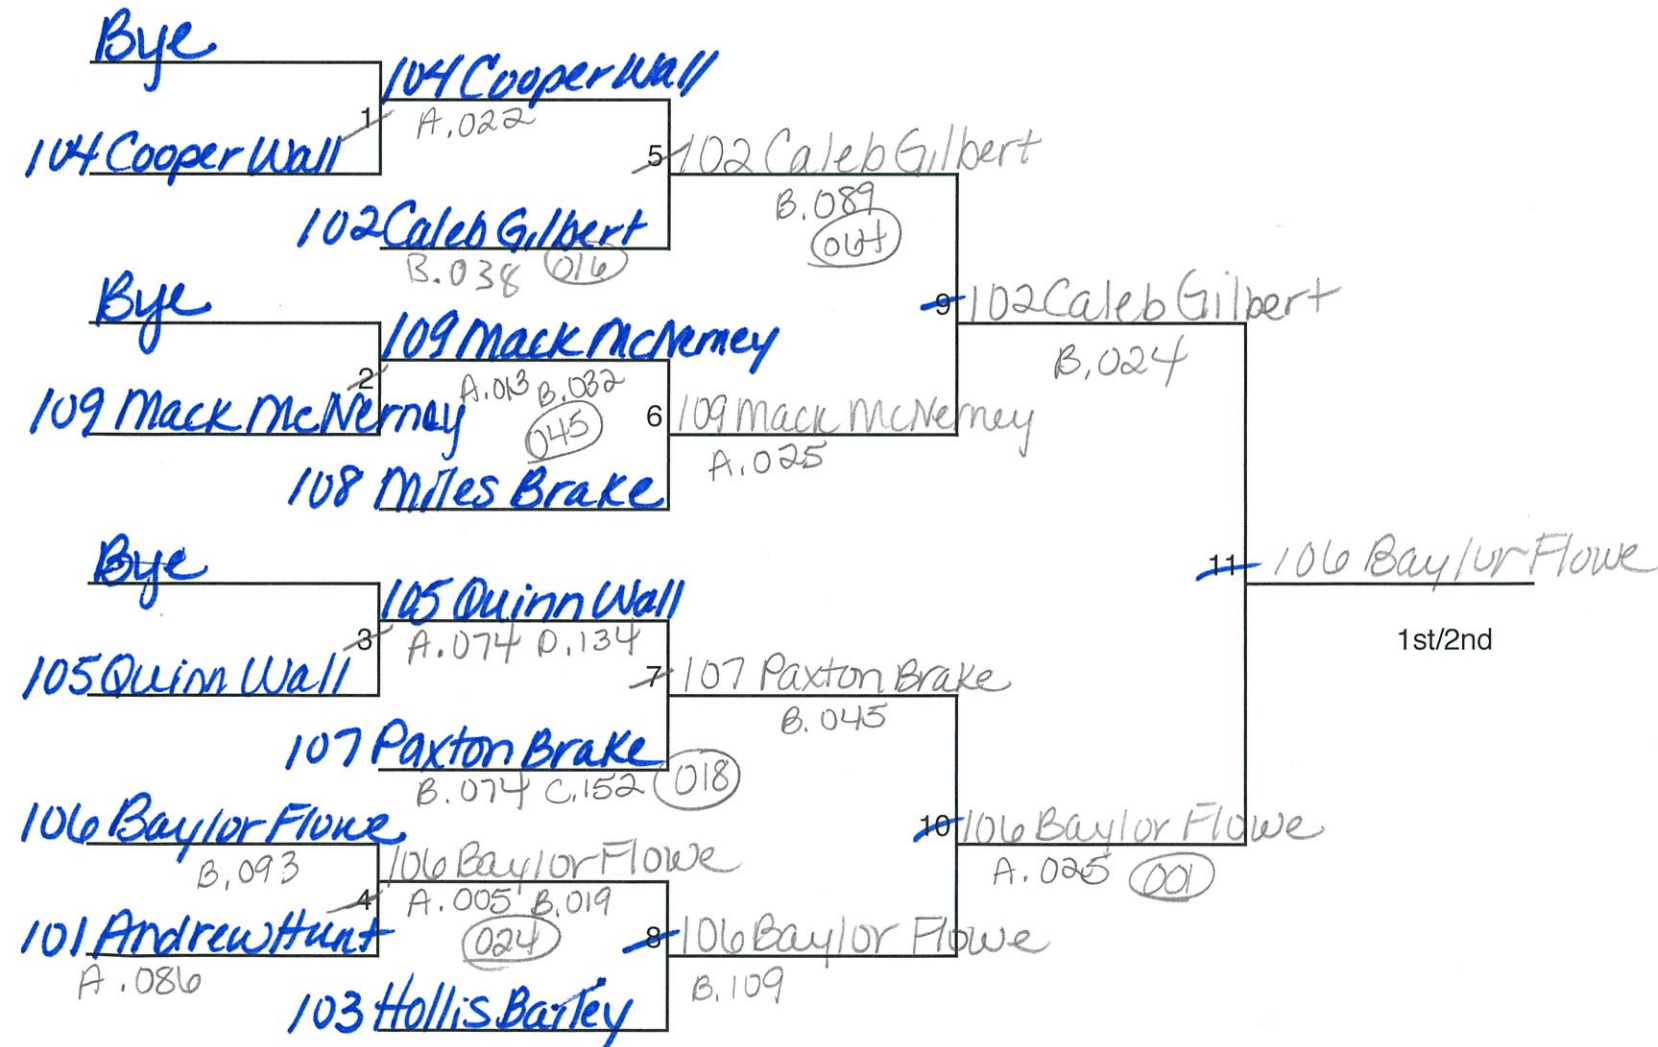 Bye
104 Cooper Wall
1
A.022
104 Cooper Wall
5
102 Caleb Gilbert
B.089
064
102 Caleb Gilbert
B.038 016
Bye
9
102 Caleb Gilbert
B.024
109 Mack McNerney
2
A.013 B.032
045
109 Mack McNerney
6
109 Mack McNerney
A.025
108 Miles Brake
Bye
11
106 Baylor Flowe
1st/2nd
105 Quinn Wall
3
A.074 D.134
105 Quinn Wall
7
107 Paxton Brake
B.045
107 Paxton Brake
B.074 C.152 018
106 Baylor Flowe
B.093
10
106 Baylor Flowe
A.025 001
106 Baylor Flowe
4
A.005 B.019
024
101 Andrew Hunt
A.086
8
106 Baylor Flowe
B.109
103 Hollis Bailey